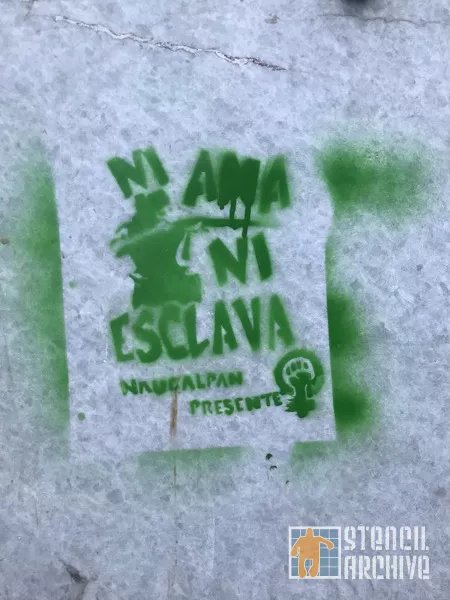 NI AMA
NI
ESCLAVA
NAUCALPAN
PRESENTE
STENCIL
ARCHIVE